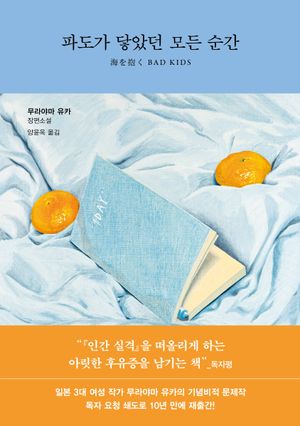 파도가 닿았던 모든 순간
海を抱く BAD KIDS
무라야마 유카
장편소설
양윤옥 옮김
1DAY
“『인간 실격』을 떠올리게 하는
아릿한 후유증을 남기는 책”_독자평
일본 3대 여성 작가 무라야마 유카의 기념비적 문제작
독자 요청 쇄도로 10년 만에 재출간!